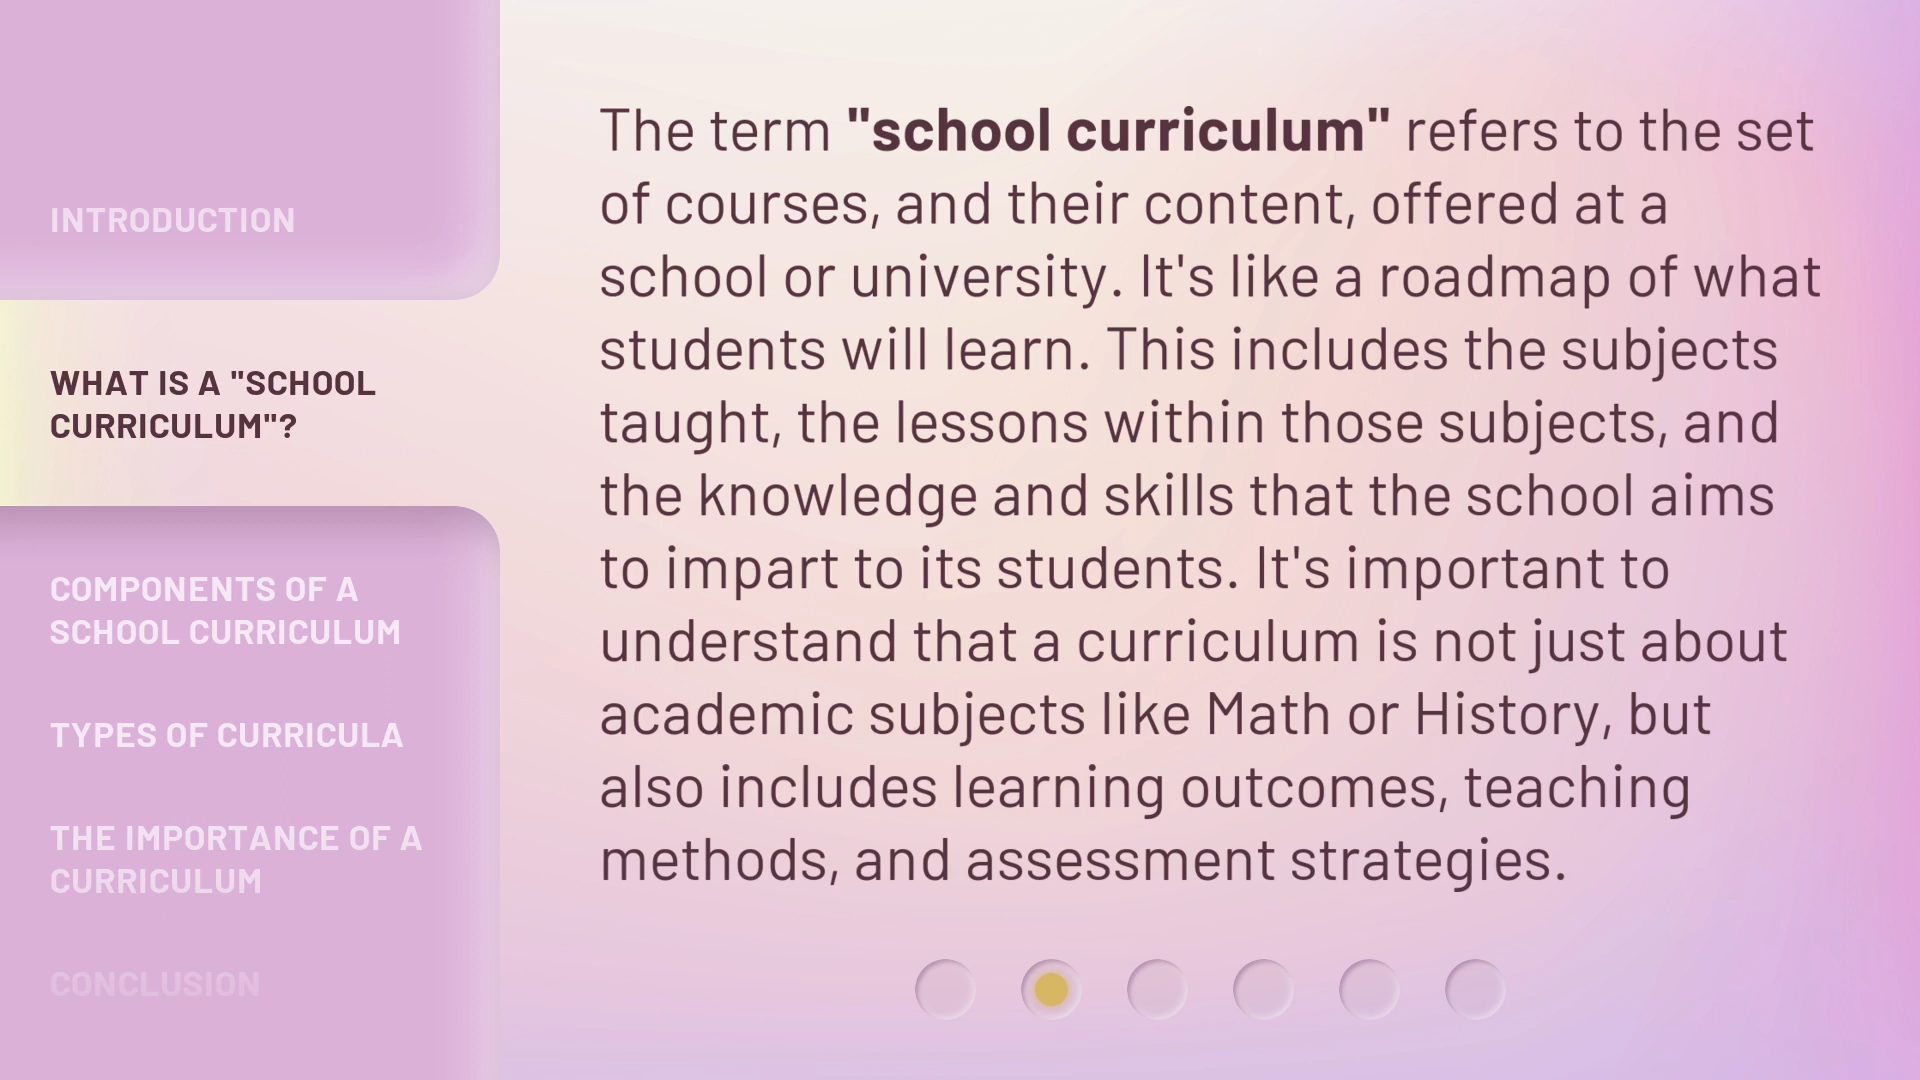 INTRODUCTION
WHAT IS A "SCHOOL
CURRICULUM"?
COMPONENTS OF A
SCHOOL CURRICULUM
TYPES OF CURRICULA
THE IMPORTANCE OF A
CURRICULUM
CONCLUSION
The term "school curriculum" refers to the set
of courses, and their content, offered at a
school or university. It's like a roadmap of what
students will learn. This includes the subjects
taught, the lessons within those subjects, and
the knowledge and skills that the school aims
to impart to its students. It's important to
understand that a curriculum is not just about
academic subjects like Math or History, but
also includes learning outcomes, teaching
methods, and assessment strategies.